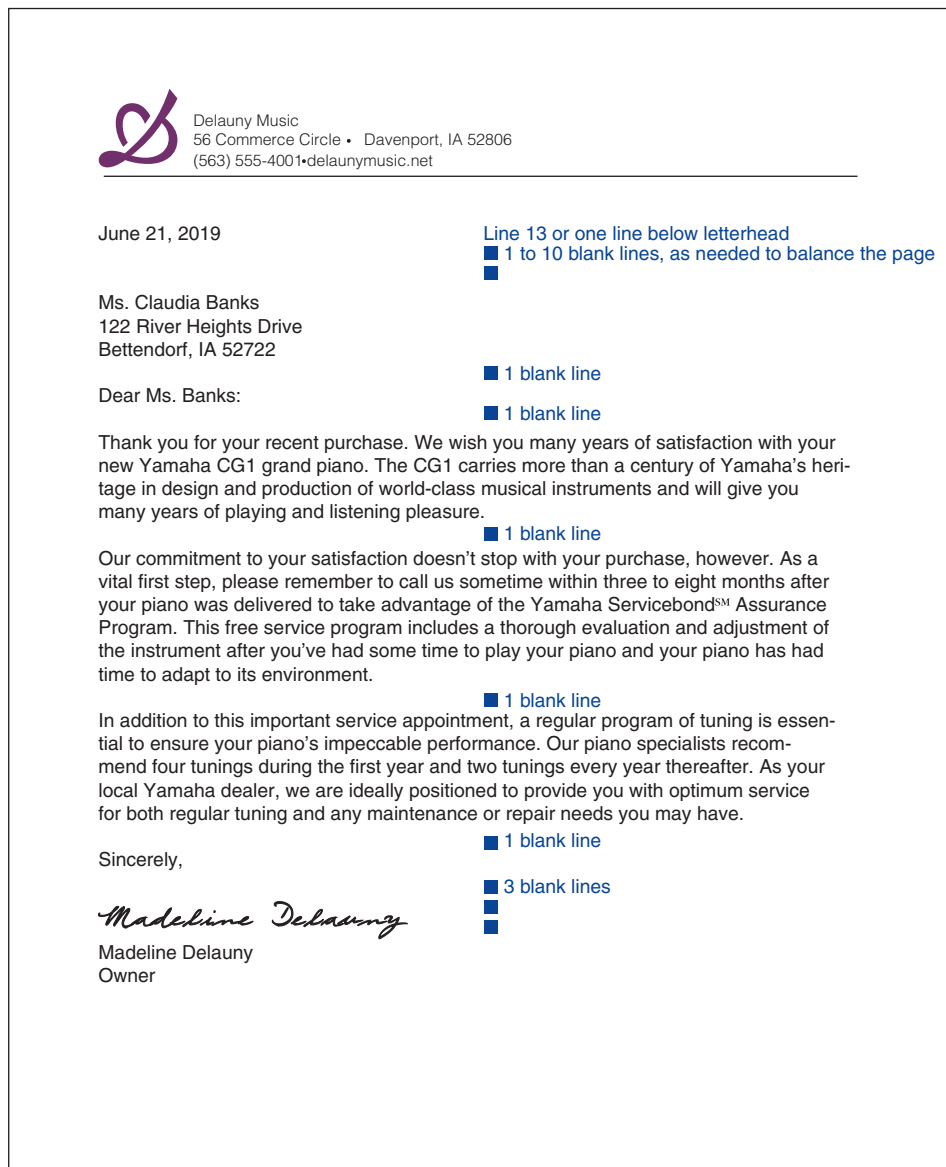 Delauny Music
56 Commerce Circle • Davenport, IA 52806
(563) 555-4001•delaunymusic.net
June 21, 2019
Line 13 or one line below letterhead
1 to 10 blank lines, as needed to balance the page
Ms. Claudia Banks
122 River Heights Drive
Bettendorf, IA 52722
1 blank line
Dear Ms. Banks:
1 blank line
Thank you for your recent purchase. We wish you many years of satisfaction with your
new Yamaha CG1 grand piano. The CG1 carries more than a century of Yamaha’s heri-
tage in design and production of world-class musical instruments and will give you
many years of playing and listening pleasure.
1 blank line
Our commitment to your satisfaction doesn’t stop with your purchase, however. As a
vital first step, please remember to call us sometime within three to eight months after
your piano was delivered to take advantage of the Yamaha Servicebond℠ Assurance
Program. This free service program includes a thorough evaluation and adjustment of
the instrument after you’ve had some time to play your piano and your piano has had
time to adapt to its environment.
1 blank line
In addition to this important service appointment, a regular program of tuning is essen-
tial to ensure your piano’s impeccable performance. Our piano specialists recom-
mend four tunings during the first year and two tunings every year thereafter. As your
local Yamaha dealer, we are ideally positioned to provide you with optimum service
for both regular tuning and any maintenance or repair needs you may have.
1 blank line
Sincerely,
3 blank lines
Madeline Delauny
Madeline Delauny
Owner